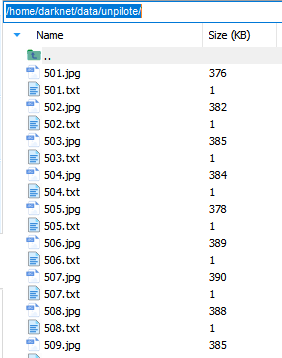 /home/darknet/data/unpilote/
Name Size (KB)
..
501.jpg 376
501.txt 1
502.jpg 382
502.txt 1
503.jpg 385
503.txt 1
504.jpg 384
504.txt 1
505.jpg 378
505.txt 1
506.jpg 389
506.txt 1
507.jpg 390
507.txt 1
508.jpg 388
508.txt 1
509.jpg 385